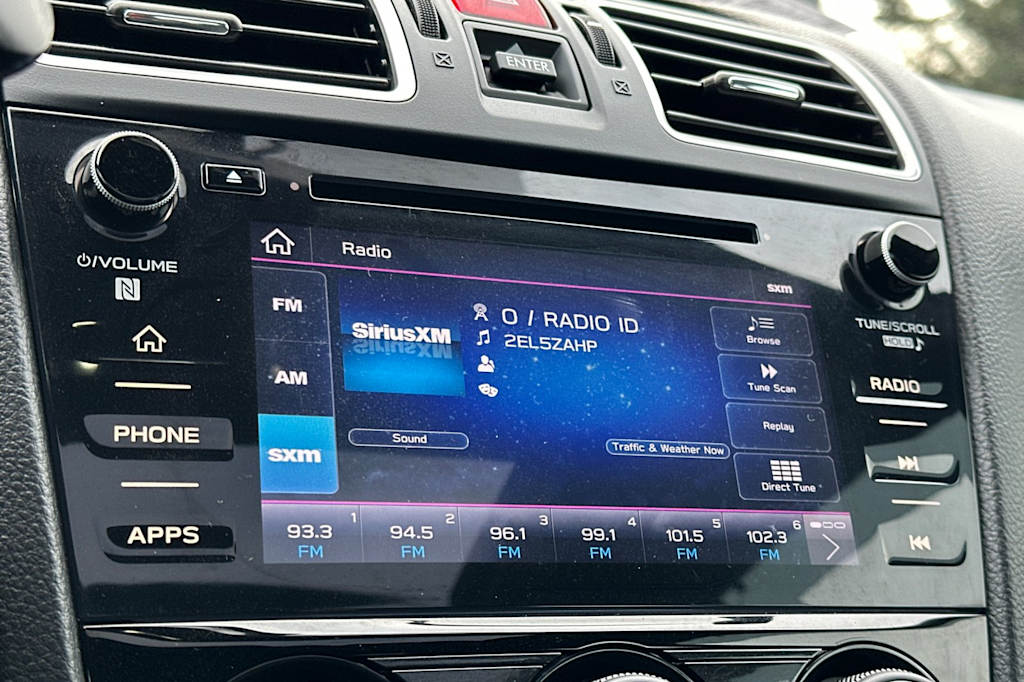 ENTER
Radio
sxm
VOLUME
FM
AM
sxm
SiriusXM
0 / RADIO ID
2EL5ZAHP
Sound
Traffic & Weather Now
Browse
Tune Scan
Replay
Direct Tune
93.3 1
FM
94.5 2
FM
96.1 3
FM
99.1 4
FM
101.5 5
FM
102.3 6
FM
PHONE
APPS
TUNE/SCROLL
HOLD
RADIO